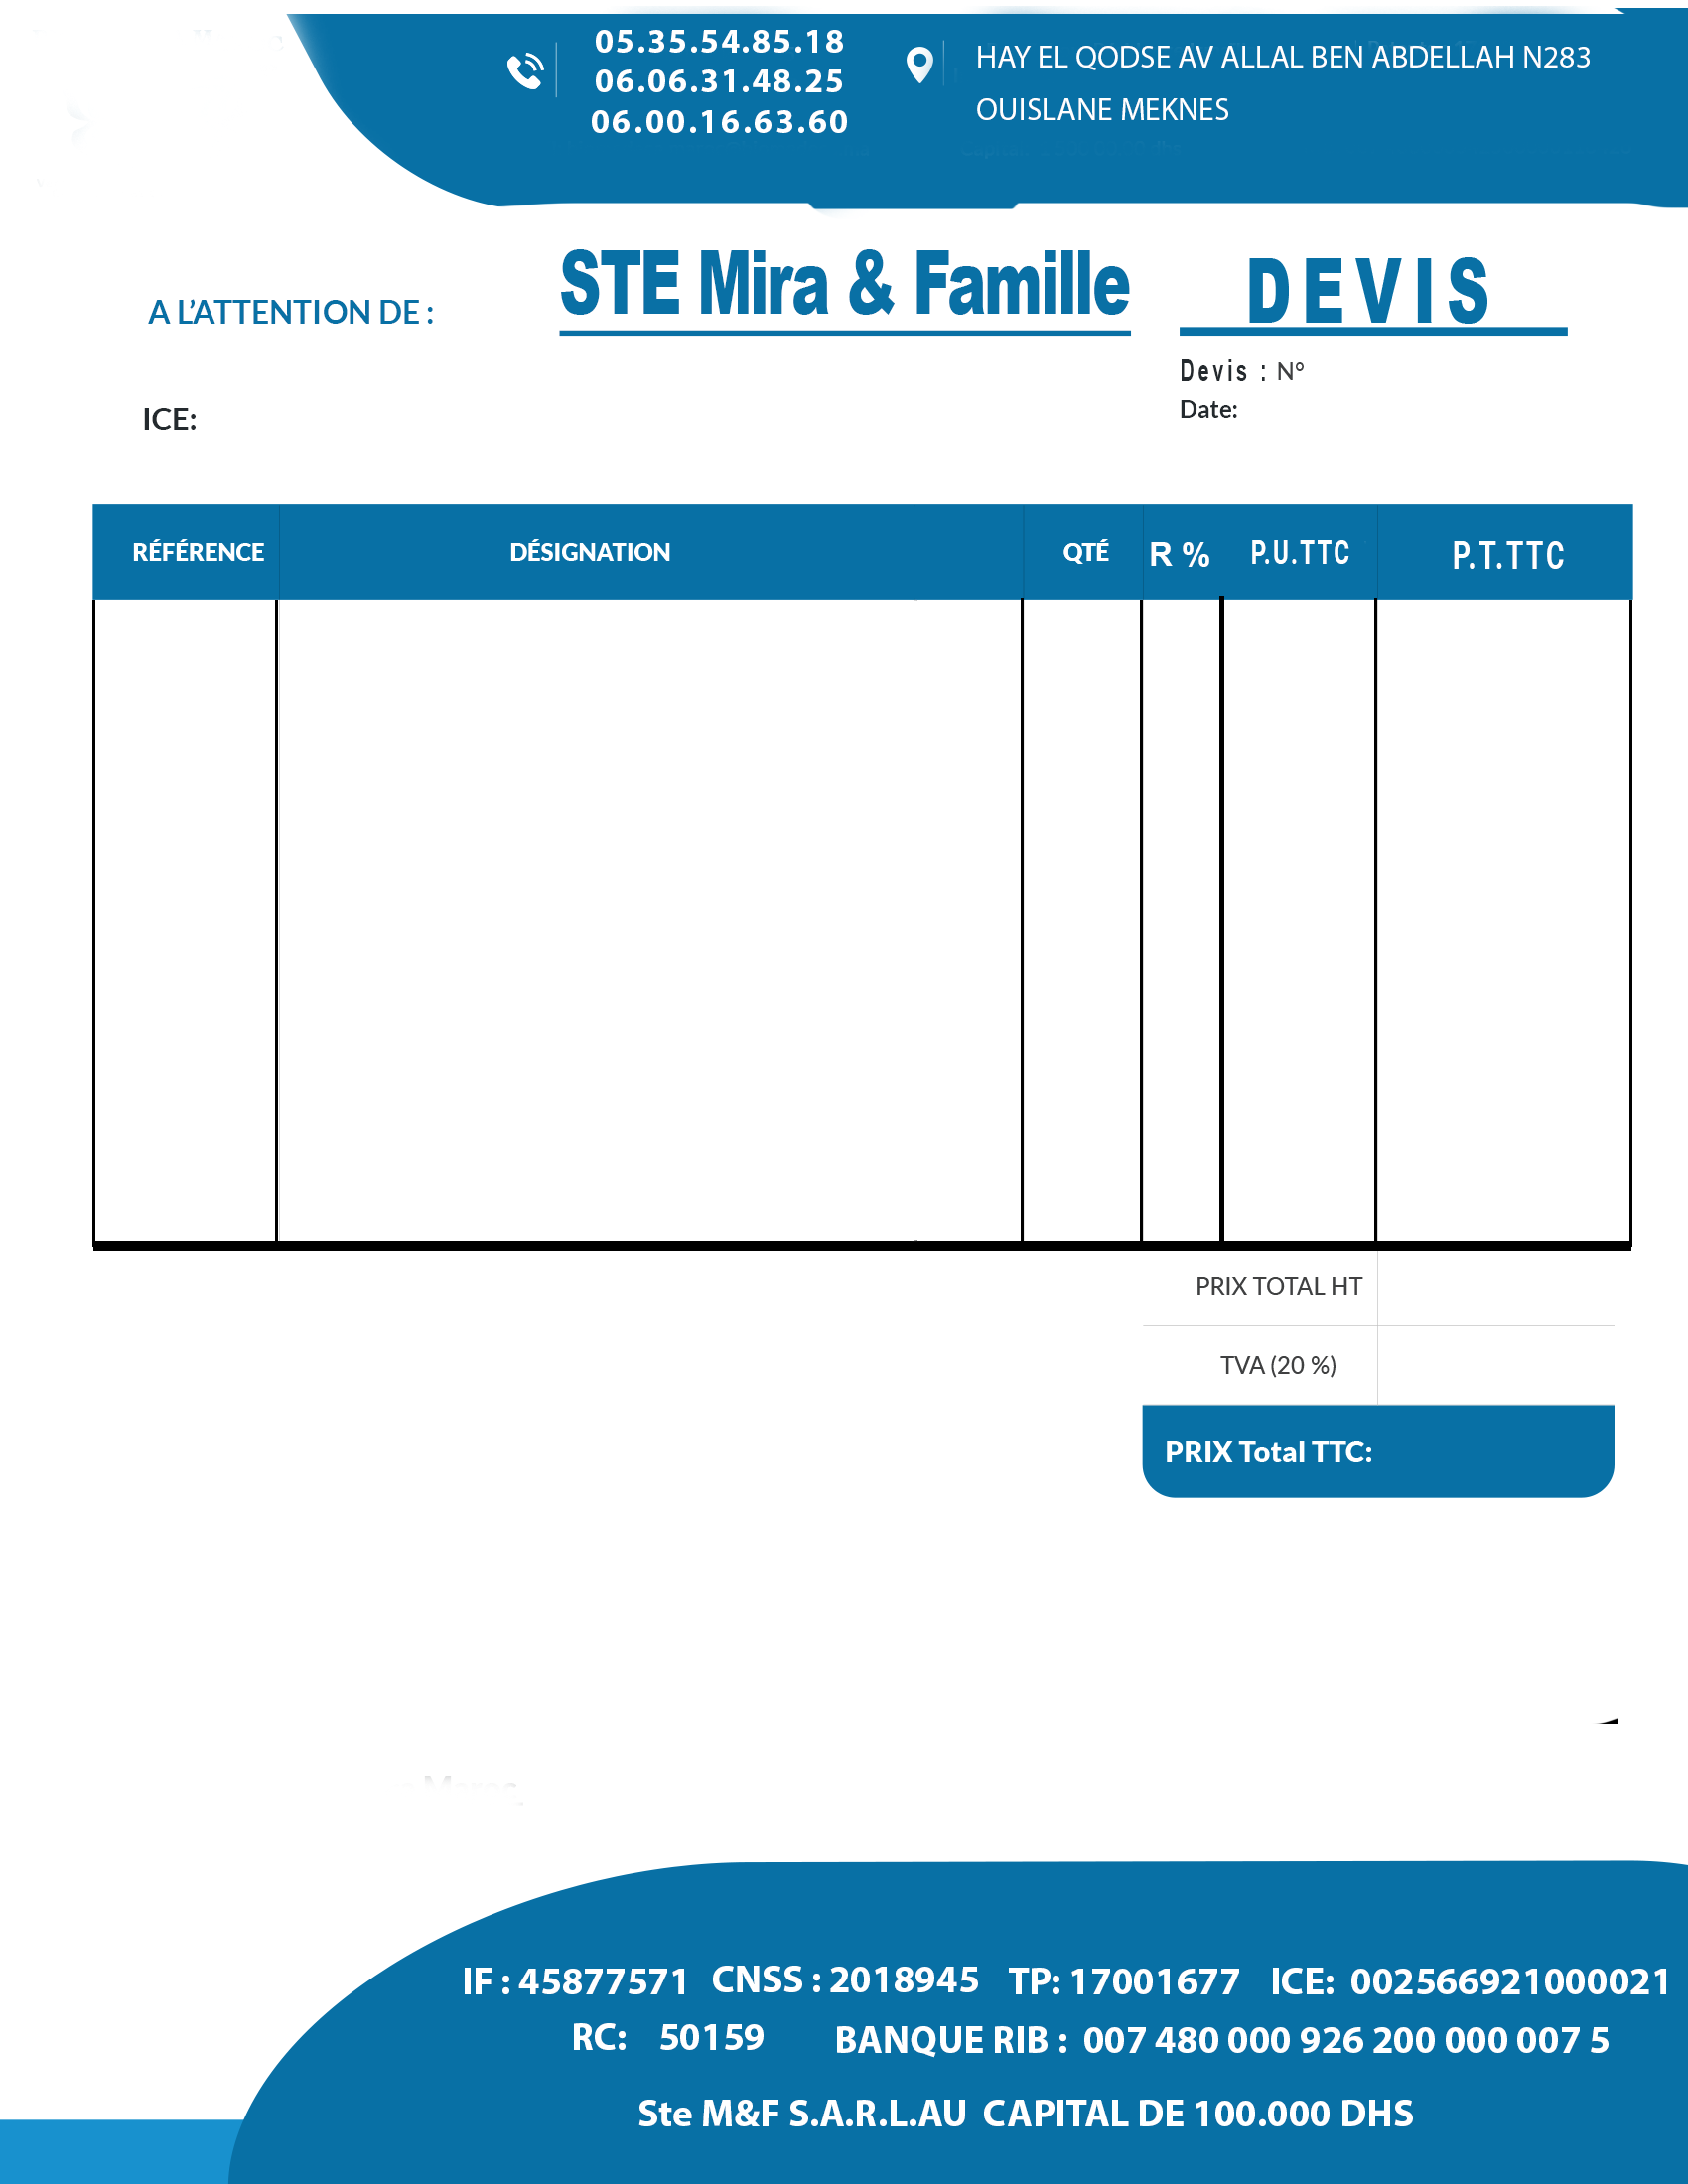 05.35.54.85.18
06.06.31.48.25
06.00.16.63.60
HAY EL QODSE AV ALLAL BEN ABDELLAH N283
OUISLANE MEKNES
A L'ATTENTION DE :
STE Mira & Famille
DEVIS
Devis : N°
Date:
ICE:
RÉFÉRENCE DÉSIGNATION QTÉ R % P.U.TTC P.T.TTC
PRIX TOTAL HT
TVA (20 %)
PRIX Total TTC:
IF : 45877571 CNSS : 2018945 TP: 17001677 ICE: 002566921000021
RC: 50159 BANQUE RIB : 007 480 000 926 200 000 007 5
Ste M&F S.A.R.L.AU CAPITAL DE 100.000 DHS